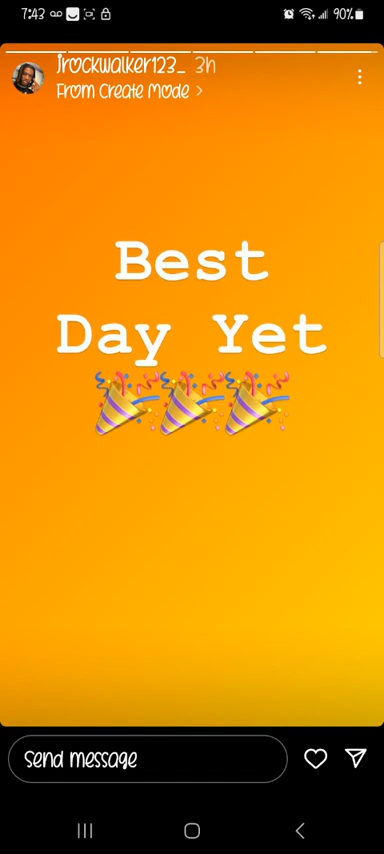 7:43 90%
jrockwalker123_ 3h
From Create Mode >
Best
Day Yet
🎉🎉🎉
Send message